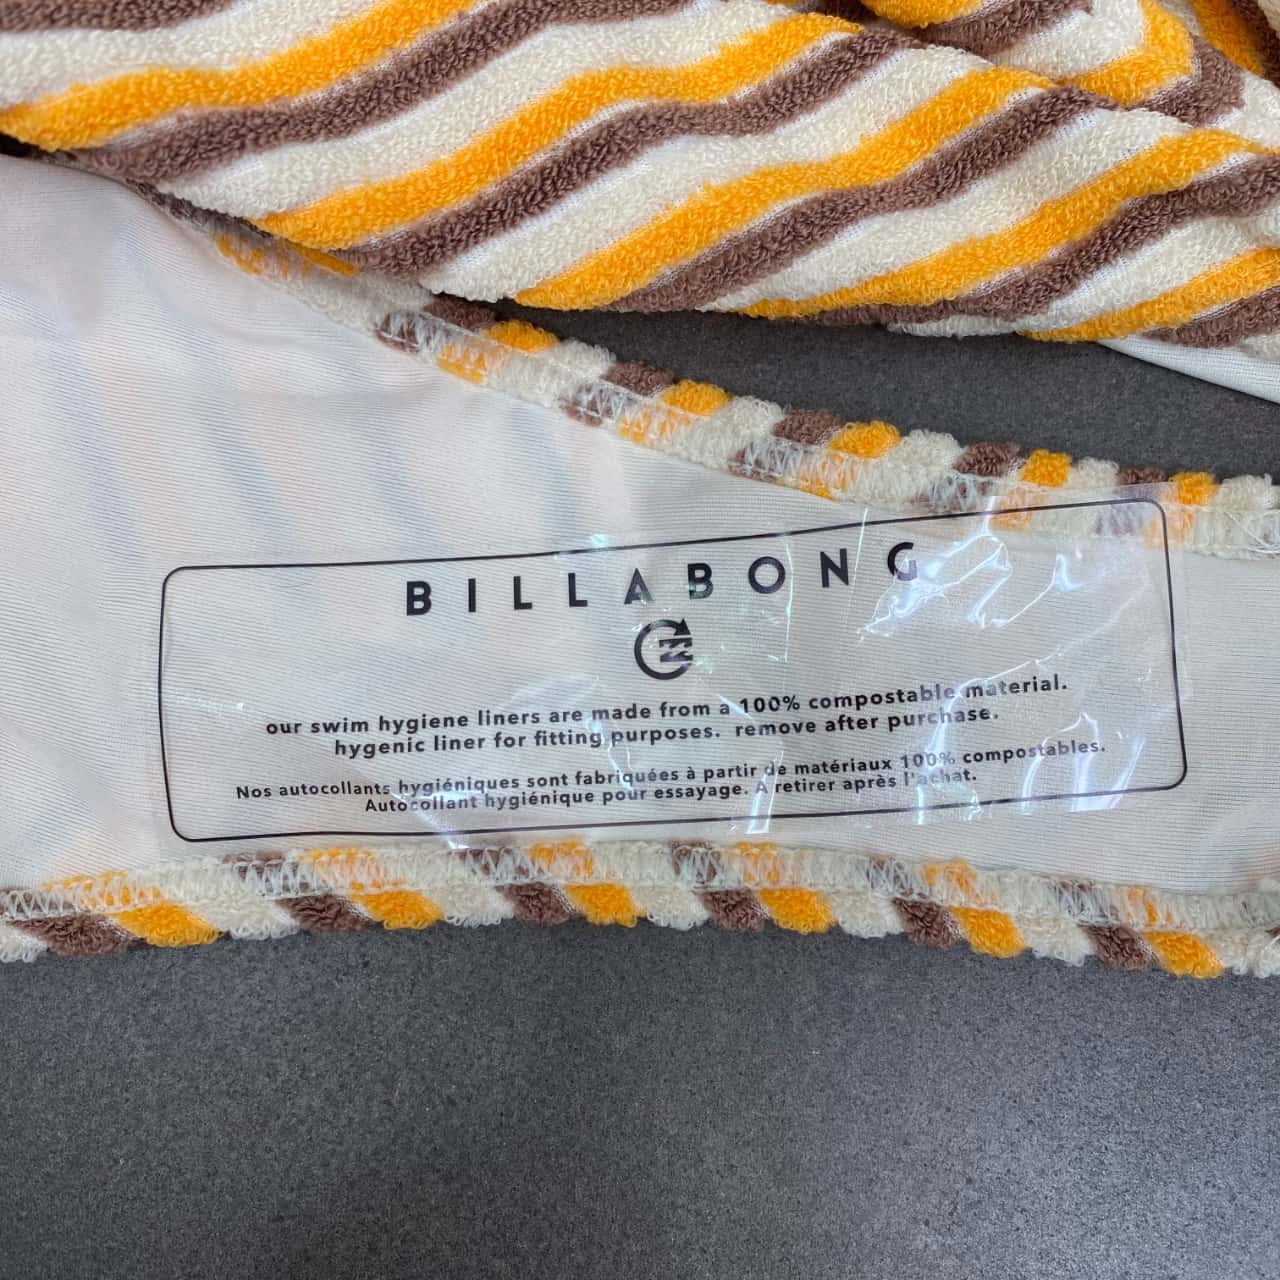 BILLABONG
our swim hygiene liners are made from a 100% compostable material.
hygenic liner for fitting purposes. remove after purchase.
Nos autocollants hygiéniques sont fabriquées à partir de matériaux 100% compostables.
Autocollant hygiénique pour essayage. A retirer après l'achat.